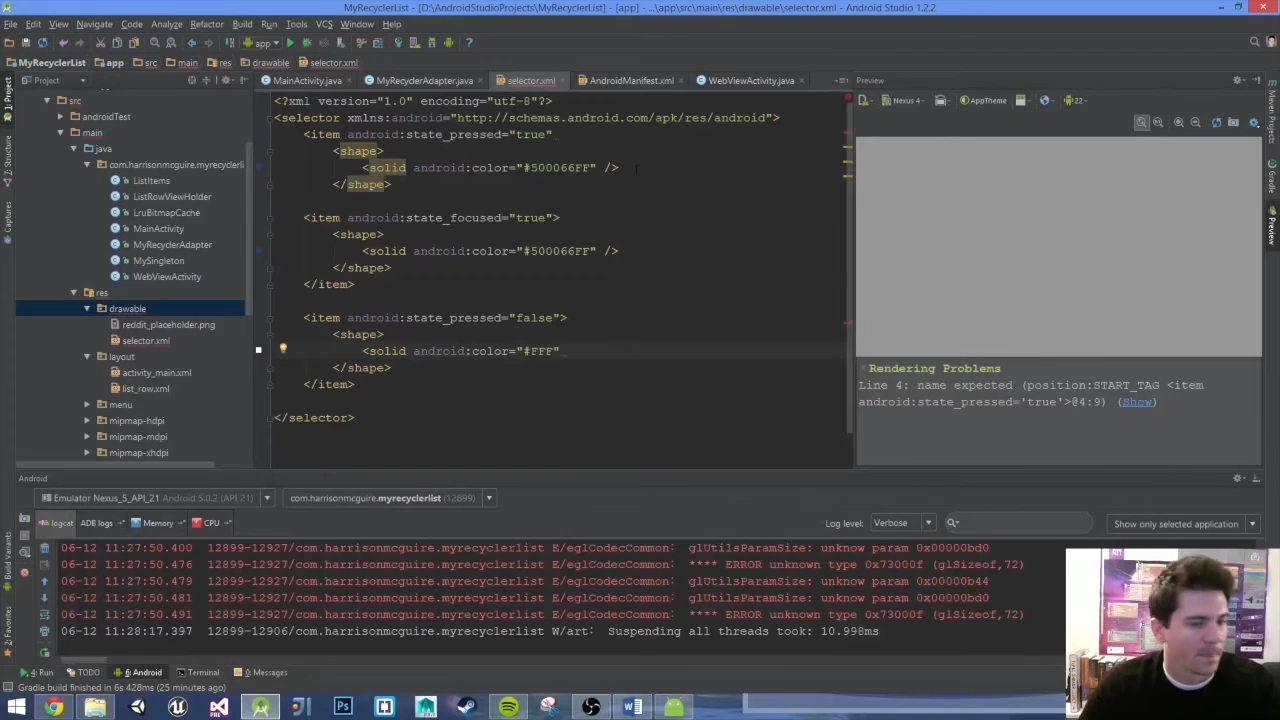 MyRecyclerList - [D:\AndroidStudioProjects\MyRecyclerList] - [app] - ...\app\src\main\res\drawable\selector.xml - Android Studio 1.2.2
File Edit View Navigate Code Analyze Refactor Build Run Tools VCS Window Help
app
MyRecyclerList app src main res drawable selector.xml
Project
MainActivity.java MyRecyclerAdapter.java selector.xml AndroidManifest.xml WebViewActivity.java
Preview
Nexus 4 AppTheme 22
1: Project
7: Structure
Captures
Build Variants
2: Favorites
Maven Projects
Gradle
Preview
src
androidTest
main
java
com.harrisonmcguire.myrecyclerli
ListItems
ListRowViewHolder
LruBitmapCache
MainActivity
MyRecyclerAdapter
MySingleton
WebViewActivity
res
drawable
reddit_placeholder.png
selector.xml
layout
activity_main.xml
list_row.xml
menu
mipmap-hdpi
mipmap-mdpi
mipmap-xhdpi
<?xml version="1.0" encoding="utf-8"?>
<selector xmlns:android="http://schemas.android.com/apk/res/android">
<item android:state_pressed="true"
<shape>
<solid android:color="#500066FF" />
</shape>
<item android:state_focused="true">
<shape>
<solid android:color="#500066FF" />
</shape>
</item>
<item android:state_pressed="false">
<shape>
<solid android:color="#FFF"
</shape>
</item>
</selector>
Rendering Problems
Line 4: name expected (position:START_TAG <item
android:state_pressed='true'>@4:9) (Show)
Android
Emulator Nexus_5_API_21 Android 5.0.2 (API 21) com.harrisonmcguire.myrecyclerlist (12899)
logcat ADB logs Memory CPU Log level: Verbose Show only selected application
06-12 11:27:50.400 12899-12927/com.harrisonmcguire.myrecyclerlist E/eglCodecCommon: glUtilsParamSize: unknow param 0x00000bd0
06-12 11:27:50.476 12899-12927/com.harrisonmcguire.myrecyclerlist E/eglCodecCommon: **** ERROR unknown type 0x73000f (glSizeof,72)
06-12 11:27:50.479 12899-12927/com.harrisonmcguire.myrecyclerlist E/eglCodecCommon: glUtilsParamSize: unknow param 0x00000b44
06-12 11:27:50.481 12899-12927/com.harrisonmcguire.myrecyclerlist E/eglCodecCommon: glUtilsParamSize: unknow param 0x00000bd0
06-12 11:27:50.491 12899-12927/com.harrisonmcguire.myrecyclerlist E/eglCodecCommon: **** ERROR unknown type 0x73000f (glSizeof,72)
06-12 11:28:17.397 12899-12906/com.harrisonmcguire.myrecyclerlist W/art: Suspending all threads took: 10.998ms
4: Run TODO 6: Android Terminal 0: Messages
Gradle build finished in 6s 428ms (25 minutes ago)